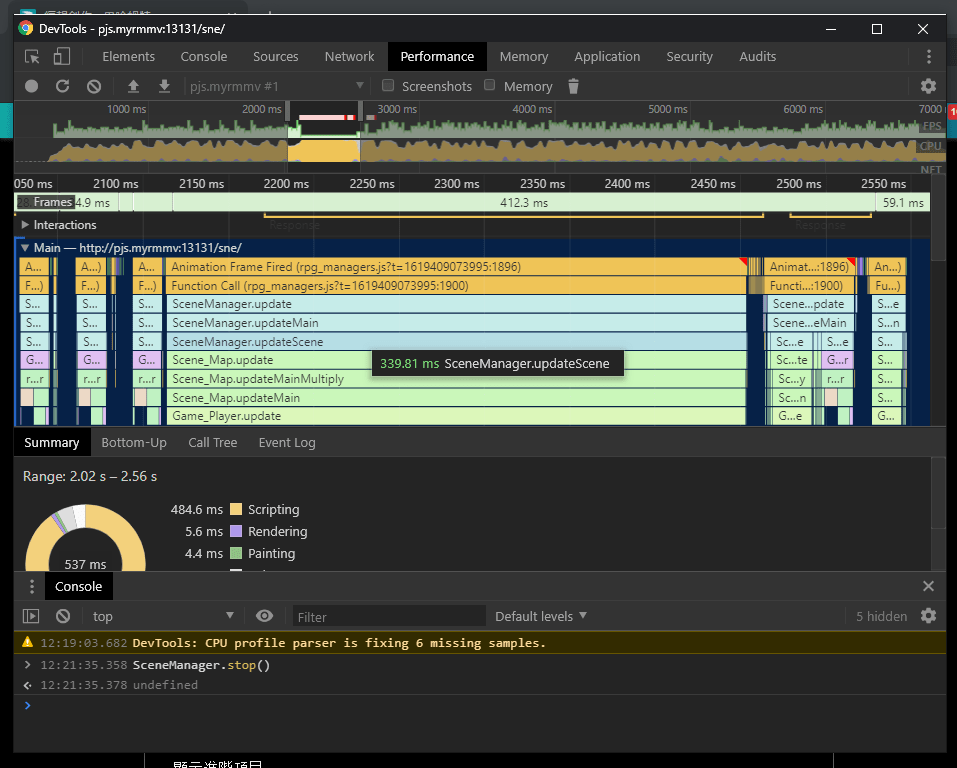 DevTools - pjs.myrmmv:13131/sne/
Elements Console Sources Network Performance Memory Application Security Audits
pjs.myrmmv #1 Screenshots Memory
1000 ms 2000 ms 3000 ms 4000 ms 5000 ms 6000 ms 7000
FPS
CPU
NET
050 ms 2100 ms 2150 ms 2200 ms 2250 ms 2300 ms 2350 ms 2400 ms 2450 ms 2500 ms 2550 ms
Frames 4.9 ms 412.3 ms 59.1 ms
Interactions Response Response
Main — http://pjs.myrmmv:13131/sne/
A... A...) A... Animation Frame Fired (rpg_managers.js?t=1619409073995:1896) Animat...:1896) An...)
F...) F...) F...) Function Call (rpg_managers.js?t=1619409073995:1900) Functi...:1900) Fu...)
S... S... S... SceneManager.update Scene...pdate S...e
S... S... S... SceneManager.updateMain Scene...eMain S...n
S... S... S... SceneManager.updateScene Sc...e S...e S...
G... G... G... Scene_Map.update Sc...te G...r S...
339.81 ms SceneManager.updateScene
r...r r...r r...r Scene_Map.updateMainMultiply Sc...y r...r S...
Scene_Map.updateMain Sc...n S...
Game_Player.update G...e G...
Summary Bottom-Up Call Tree Event Log
Range: 2.02 s – 2.56 s
484.6 ms Scripting
5.6 ms Rendering
4.4 ms Painting
537 ms
Console
top Filter Default levels 5 hidden
12:19:03.682 DevTools: CPU profile parser is fixing 6 missing samples.
12:21:35.358 SceneManager.stop()
12:21:35.378 undefined